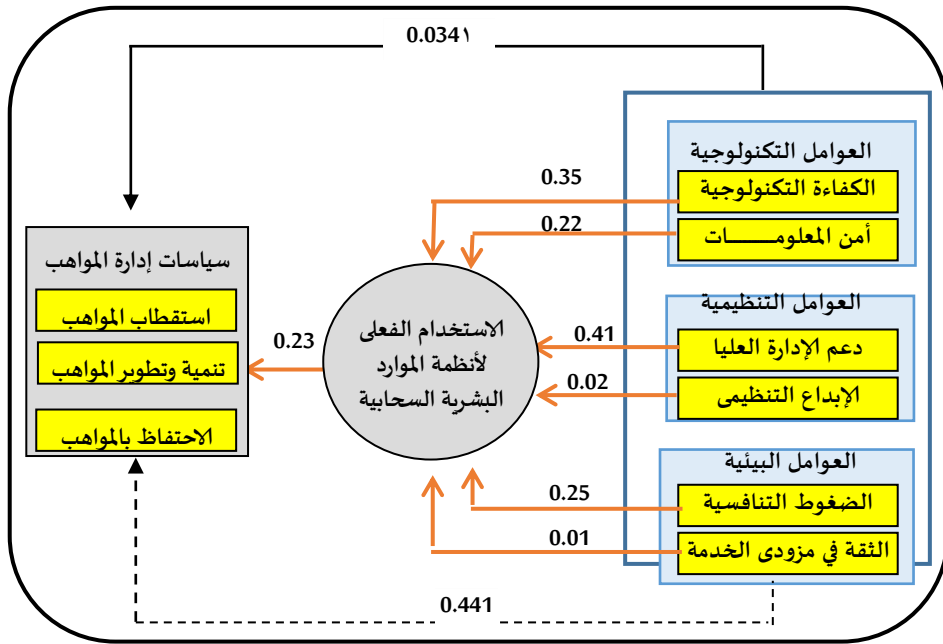 0.034١
العوامل التكنولوجية
الكفاءة التكنولوجية
0.35
أمن المعلومــــــات
0.22
العوامل التنظيمية
دعم الإدارة العليا
0.41
الإبداع التنظيمى
0.02
العوامل البيئية
الضغوط التنافسية
0.25
الثقة في مزودى الخدمة
0.01
الاستخدام الفعلى
لأنظمة الموارد
البشرية السحابية
0.23
سياسات إدارة المواهب
استقطاب المواهب
تنمية وتطوير المواهب
الاحتفاظ بالمواهب
0.441